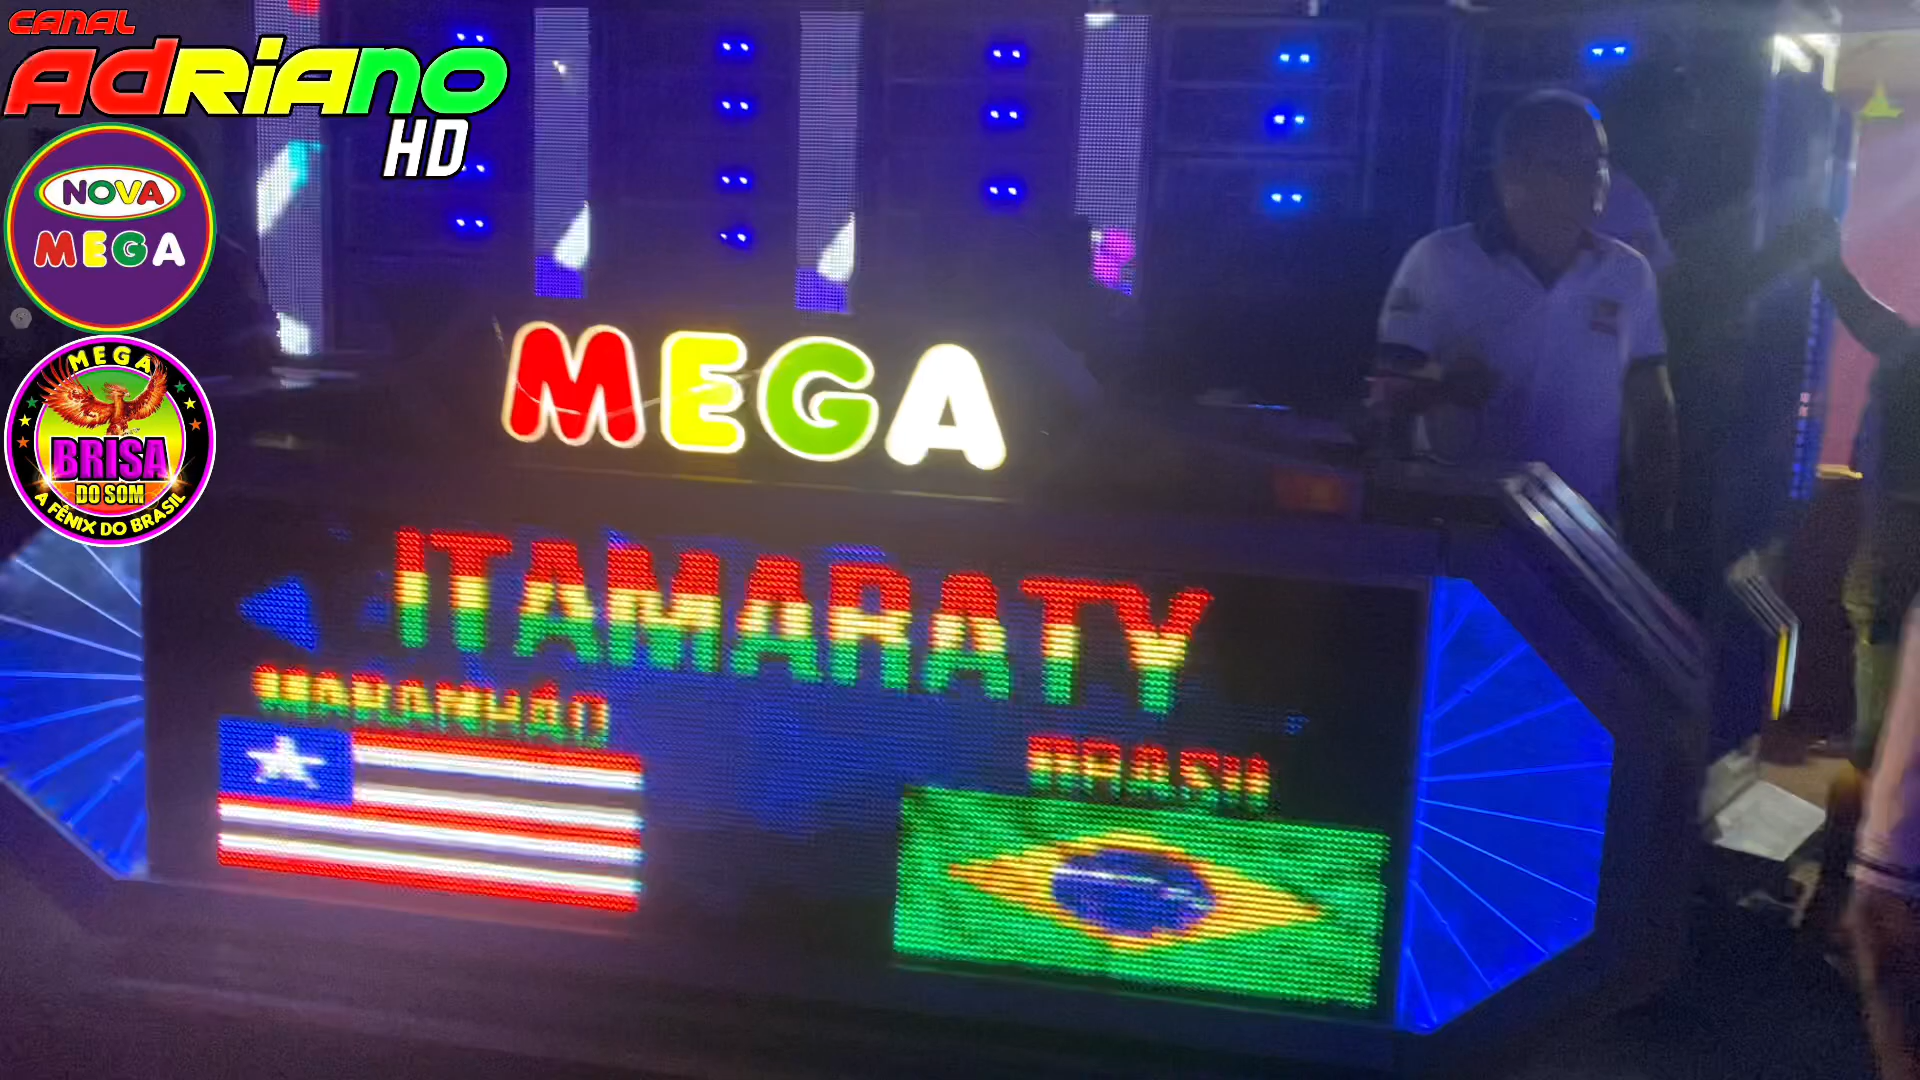 CANAL
ADRIANO
HD
NOVA
MEGA
MEGA
BRISA
DO SOM
A FÊNIX DO BRASIL
MEGA
ITAMARATY
MARANHÃO
BRASIL